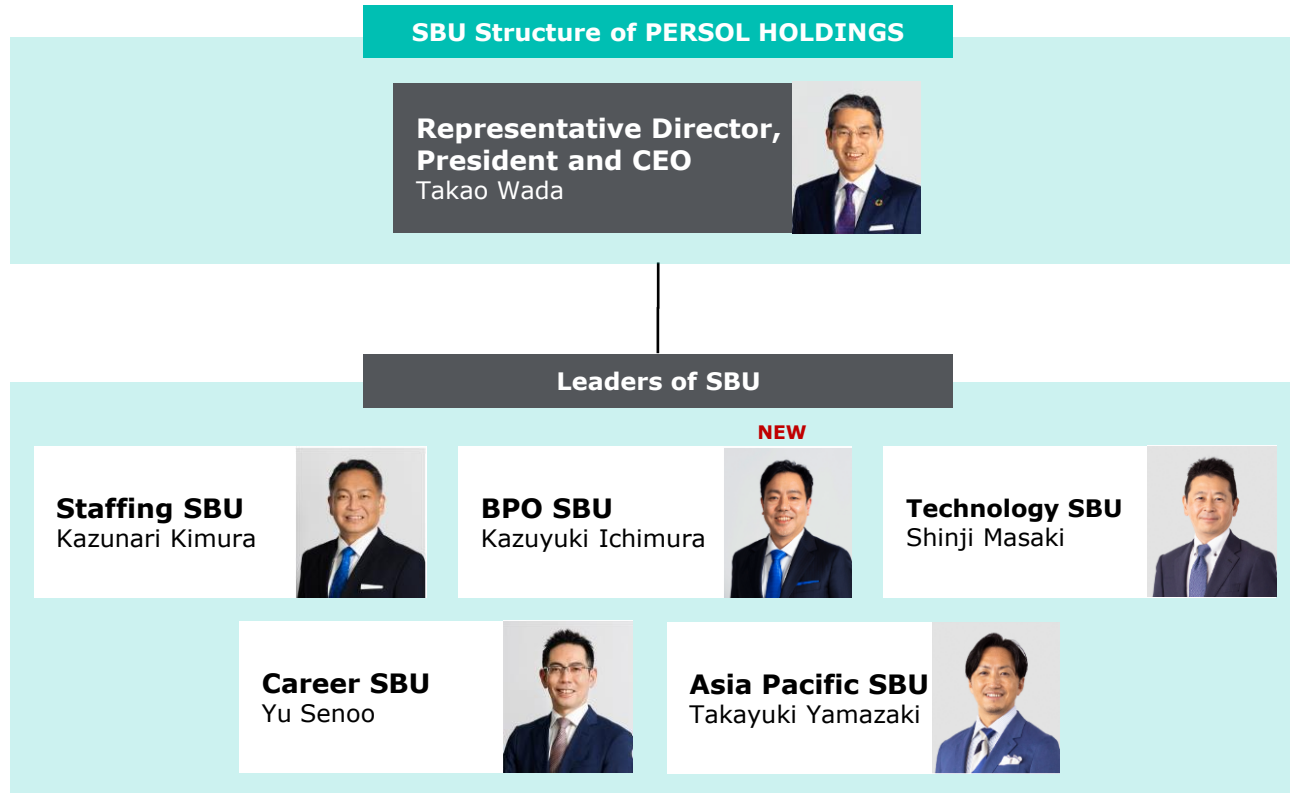 SBU Structure of PERSOL HOLDINGS
Representative Director,
President and CEO
Takao Wada
Leaders of SBU
Staffing SBU
Kazunari Kimura
NEW
BPO SBU
Kazuyuki Ichimura
Technology SBU
Shinji Masaki
Career SBU
Yu Senoo
Asia Pacific SBU
Takayuki Yamazaki